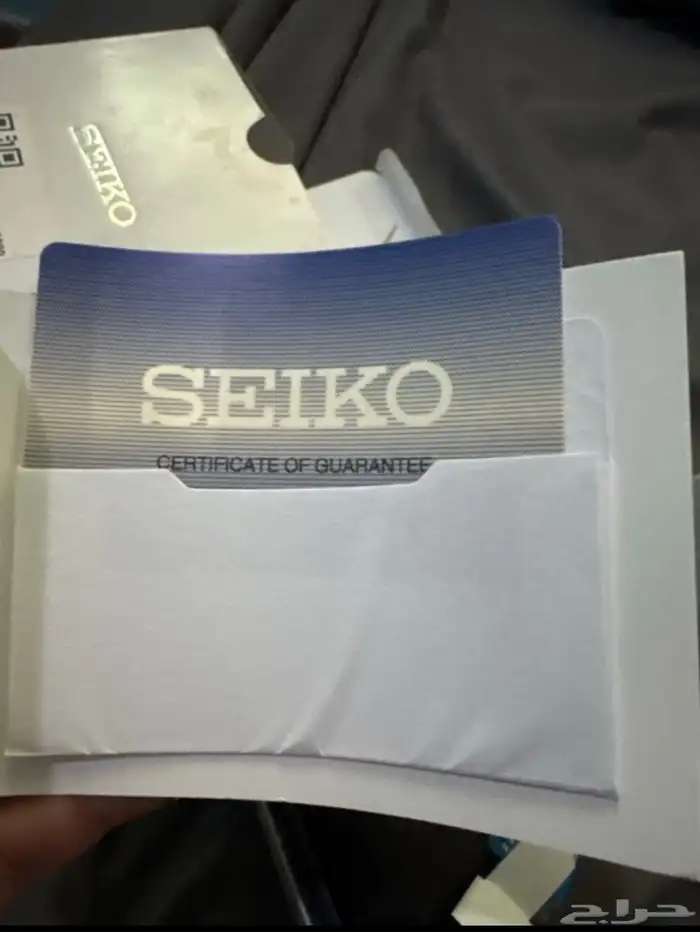 SEIKO
SEIKO
CERTIFICATE OF GUARANTEE
حراج